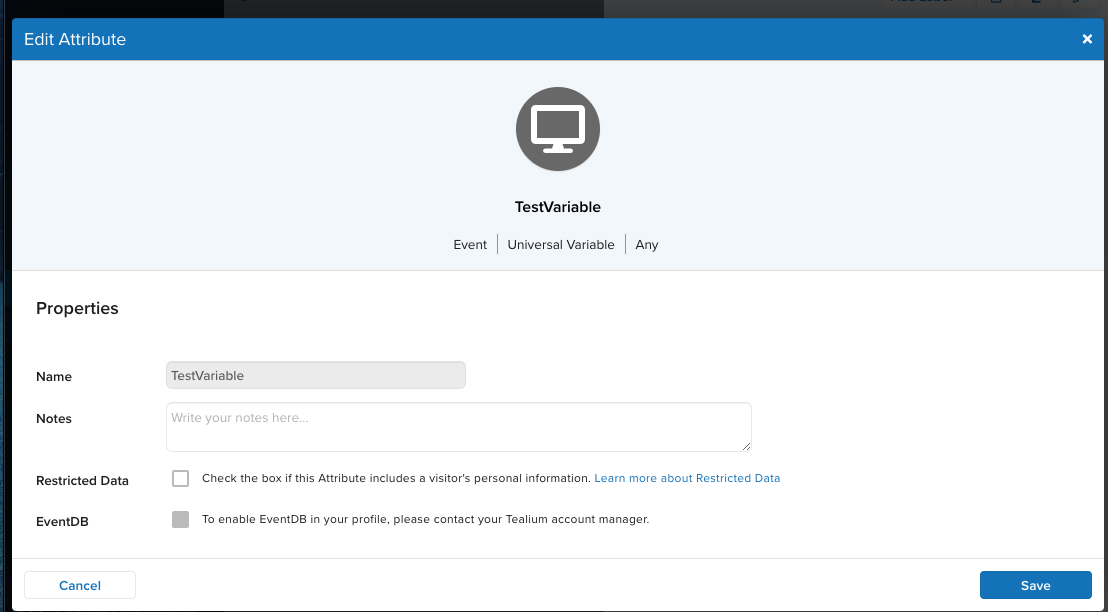 Edit Attribute ×
TestVariable
Event | Universal Variable | Any
Properties
Name TestVariable
Notes Write your notes here...
Restricted Data Check the box if this Attribute includes a visitor's personal information. Learn more about Restricted Data
EventDB To enable EventDB in your profile, please contact your Tealium account manager.
Cancel Save